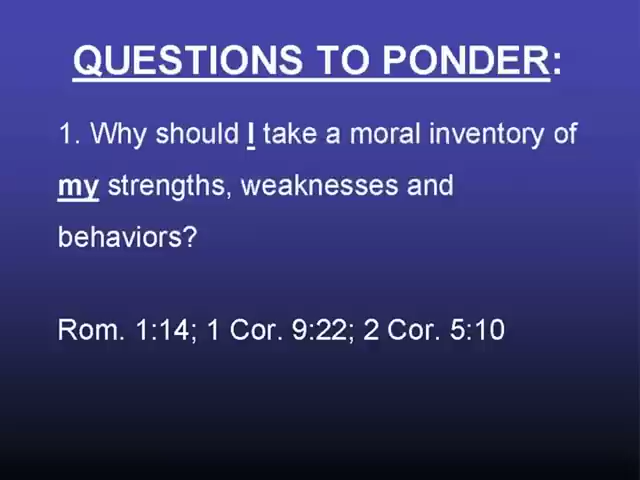 QUESTIONS TO PONDER:
1. Why should I take a moral inventory of
my strengths, weaknesses and
behaviors?
Rom. 1:14; 1 Cor. 9:22; 2 Cor. 5:10